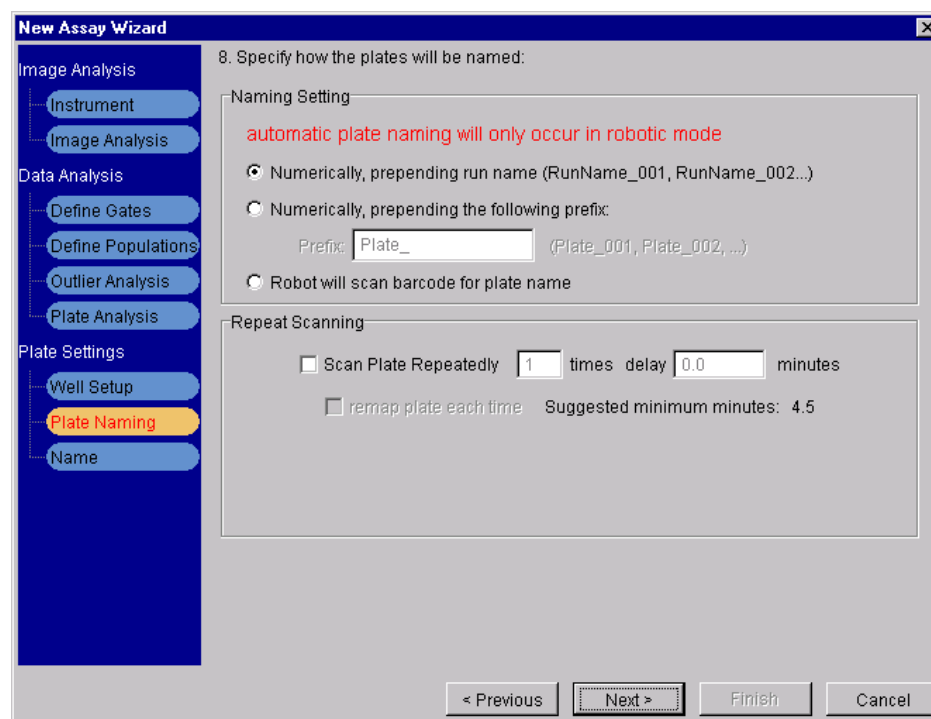 New Assay Wizard
Image Analysis
Instrument
Image Analysis
Data Analysis
Define Gates
Define Populations
Outlier Analysis
Plate Analysis
Plate Settings
Well Setup
Plate Naming
Name
8. Specify how the plates will be named:
Naming Setting
automatic plate naming will only occur in robotic mode
Numerically, prepending run name (RunName_001, RunName_002...)
Numerically, prepending the following prefix:
Prefix: Plate_ (Plate_001, Plate_002, ...)
Robot will scan barcode for plate name
Repeat Scanning
Scan Plate Repeatedly 1 times delay 0.0 minutes
remap plate each time Suggested minimum minutes: 4.5
< Previous Next > Finish Cancel